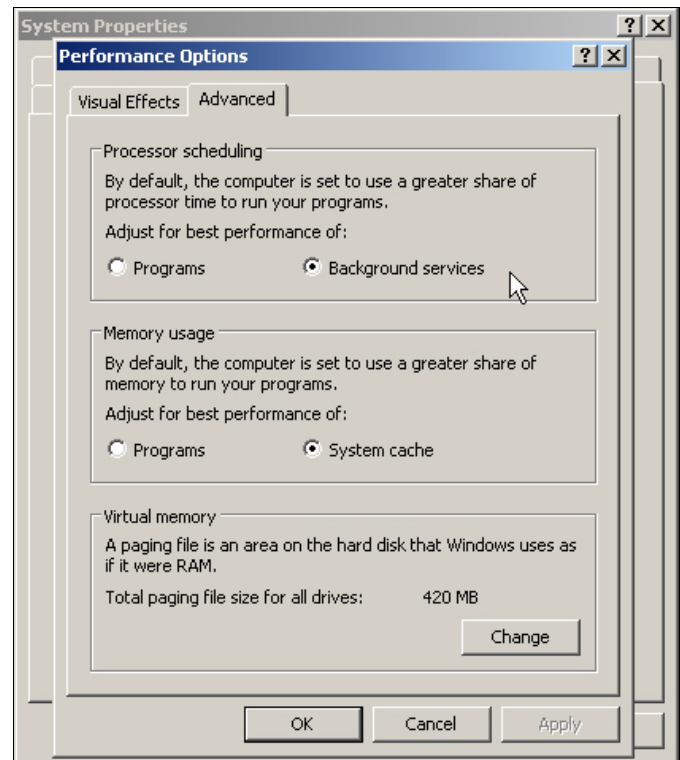 System Properties
Performance Options
Visual Effects
Advanced
Processor scheduling
By default, the computer is set to use a greater share of
processor time to run your programs.
Adjust for best performance of:
Programs
Background services
Memory usage
By default, the computer is set to use a greater share of
memory to run your programs.
Adjust for best performance of:
Programs
System cache
Virtual memory
A paging file is an area on the hard disk that Windows uses as
if it were RAM.
Total paging file size for all drives: 420 MB
Change
OK
Cancel
Apply